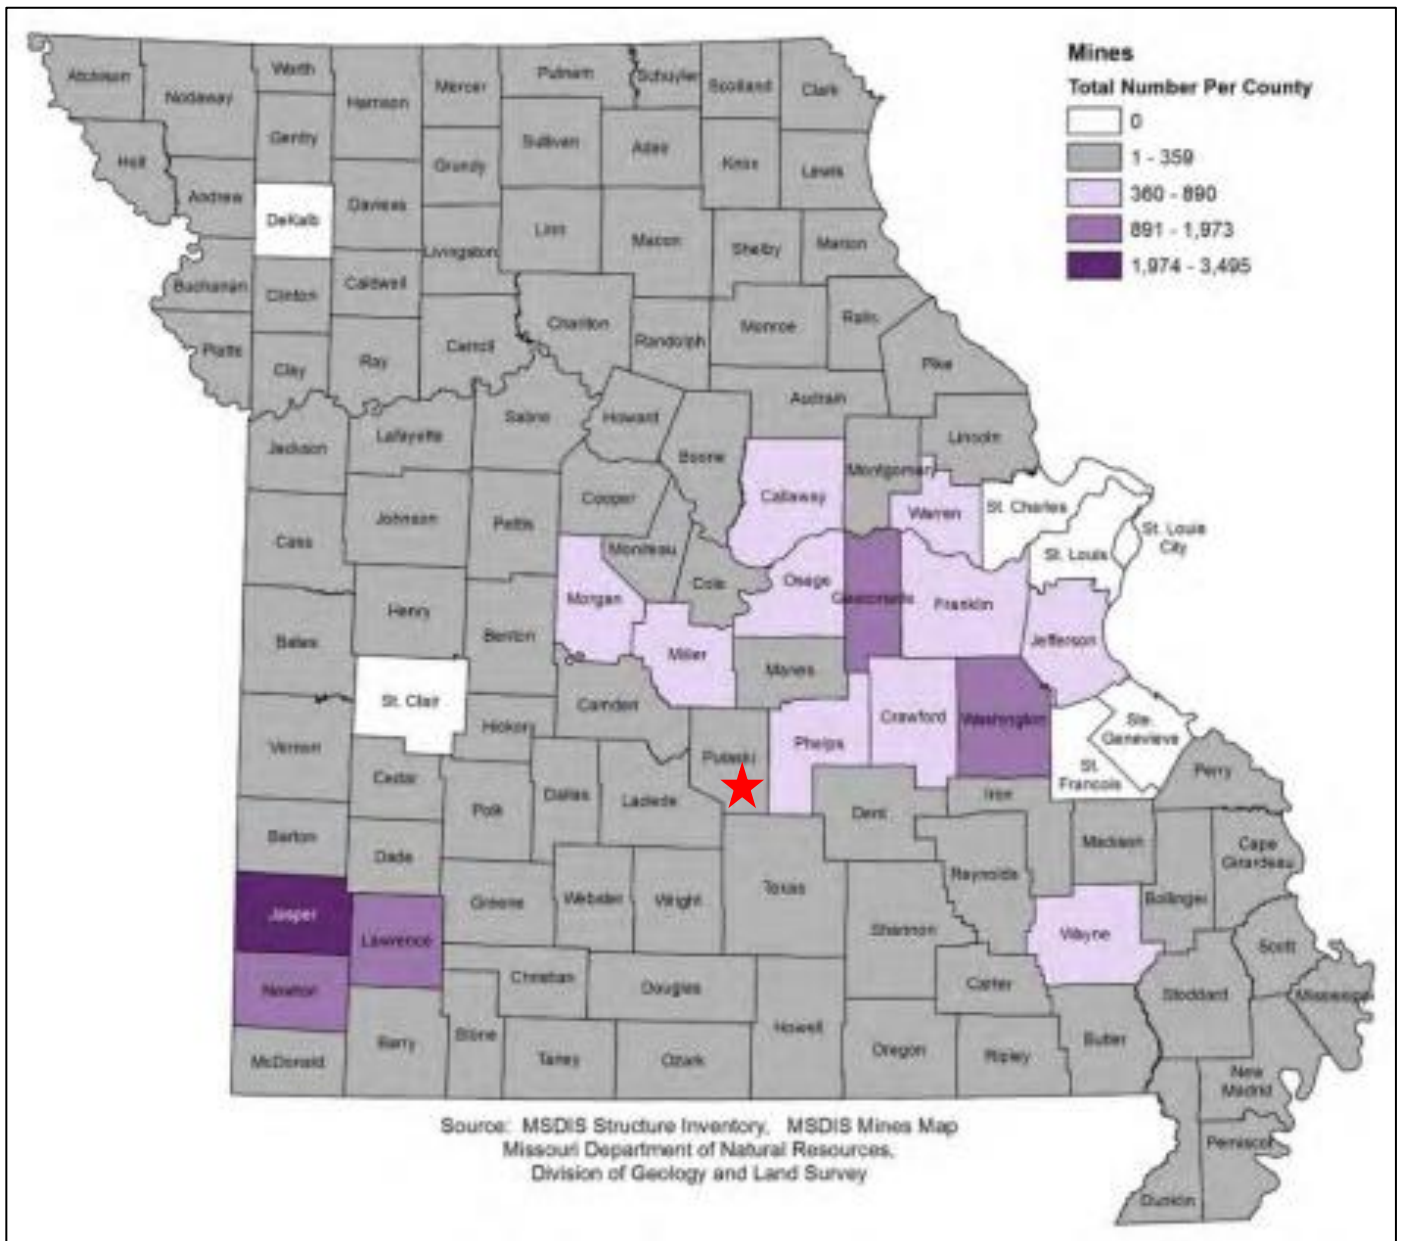 Mines
Total Number Per County
0
1 - 359
360 - 890
891 - 1,973
1,974 - 3,495
Atchison
Nodaway
Worth
Harrison
Mercer
Putnam
Schuyler
Scotland
Clark
Holt
Gentry
Sullivan
Adair
Knox
Lewis
Andrew
DeKalb
Daviess
Grundy
Linn
Macon
Shelby
Marion
Livingston
Buchanan
Clinton
Caldwell
Chariton
Randolph
Monroe
Ralls
Platte
Clay
Ray
Carroll
Pike
Audrain
Jackson
Lafayette
Saline
Howard
Boone
Callaway
Montgomery
Lincoln
Warren
St. Charles
St. Louis
St. Louis
City
Cass
Johnson
Pettis
Cooper
Moniteau
Cole
Osage
Gasconade
Franklin
Jefferson
Bates
Henry
Benton
Morgan
Miller
Maries
St. Clair
Hickory
Camden
Pulaski
Phelps
Crawford
Washington
St.
Francois
Ste.
Genevieve
Perry
Vernon
Cedar
Polk
Dallas
Laclede
Dent
Iron
Madison
Cape
Girardeau
Barton
Dade
Greene
Webster
Wright
Texas
Reynolds
Bollinger
Jasper
Lawrence
Shannon
Wayne
Scott
Newton
Christian
Douglas
Carter
Stoddard
Mississippi
McDonald
Barry
Stone
Taney
Ozark
Howell
Oregon
Ripley
Butler
New
Madrid
Pemiscot
Dunklin
Source: MSDIS Structure Inventory, MSDIS Mines Map
Missouri Department of Natural Resources,
Division of Geology and Land Survey